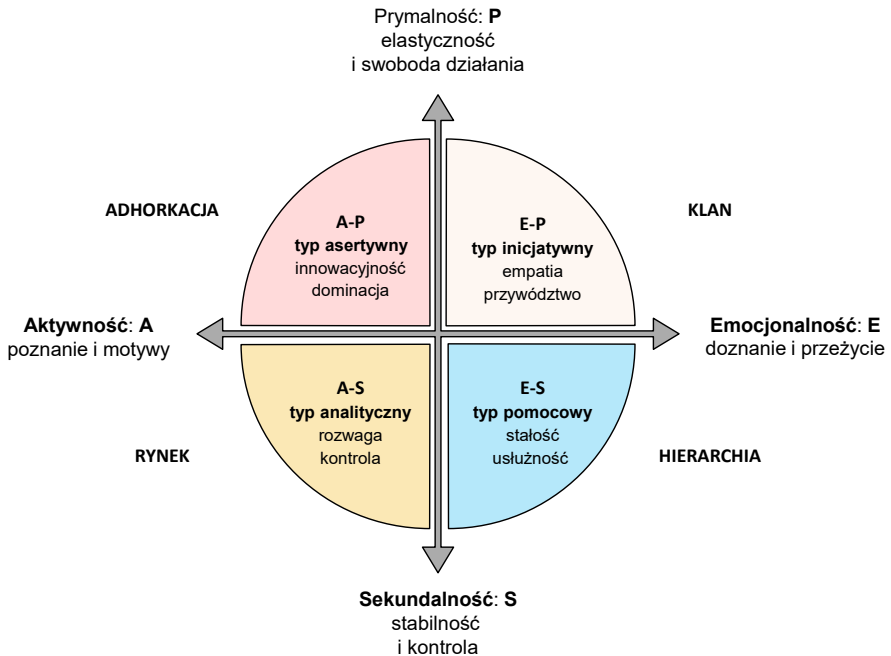 Prymalność: P
elastyczność
i swoboda działania
ADHORKACJA
KLAN
A-P
typ asertywny
innowacyjność
dominacja
E-P
typ inicjatywny
empatia
przywództwo
Aktywność: A
poznanie i motywy
Emocjonalność: E
doznanie i przeżycie
A-S
typ analityczny
rozwaga
kontrola
E-S
typ pomocowy
stałość
usłużność
RYNEK
HIERARCHIA
Sekundalność: S
stabilność
i kontrola